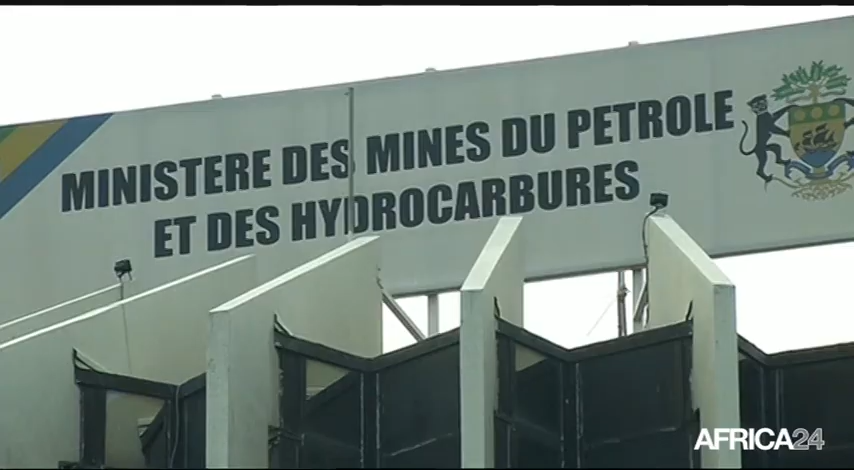 MINISTERE DES MINES DU PETROLE
ET DES HYDROCARBURES
AFRICA24